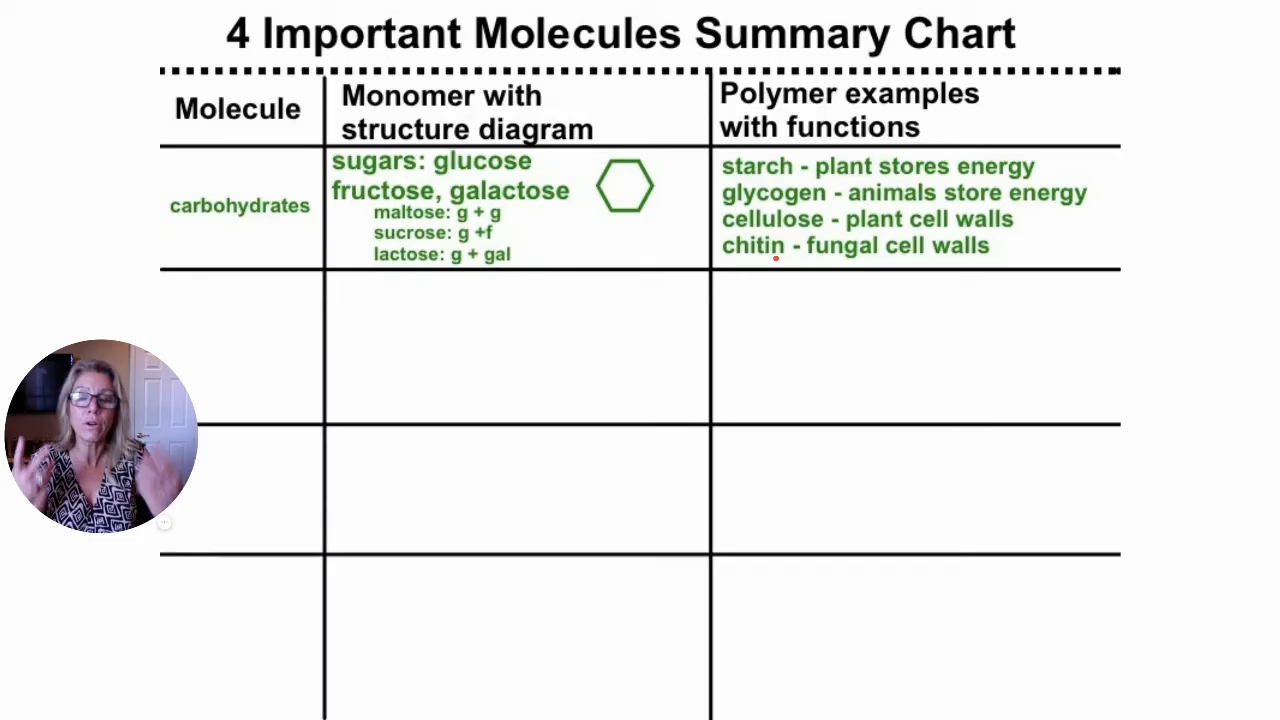 4 Important Molecules Summary Chart
Molecule
Monomer with
structure diagram
Polymer examples
with functions
carbohydrates
sugars: glucose
fructose, galactose
maltose: g + g
sucrose: g +f
lactose: g + gal
starch - plant stores energy
glycogen - animals store energy
cellulose - plant cell walls
chitin - fungal cell walls